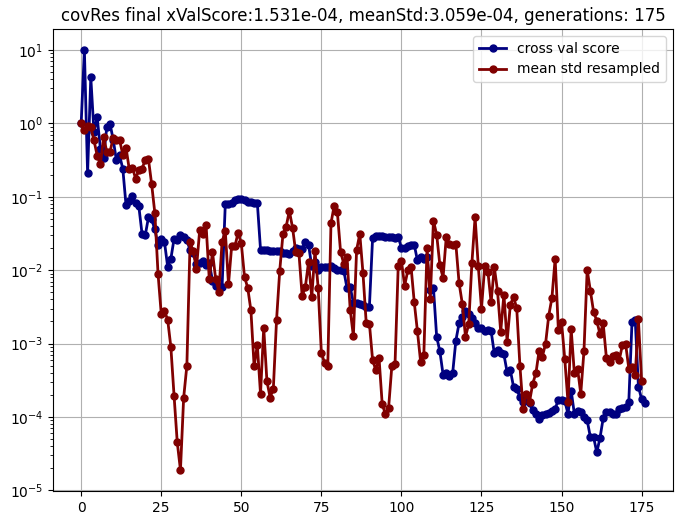 covRes final xValScore:1.531e-04, meanStd:3.059e-04, generations: 175
cross val score
mean std resampled
10¹
10⁰
10⁻¹
10⁻²
10⁻³
10⁻⁴
10⁻⁵
0 25 50 75 100 125 150 175